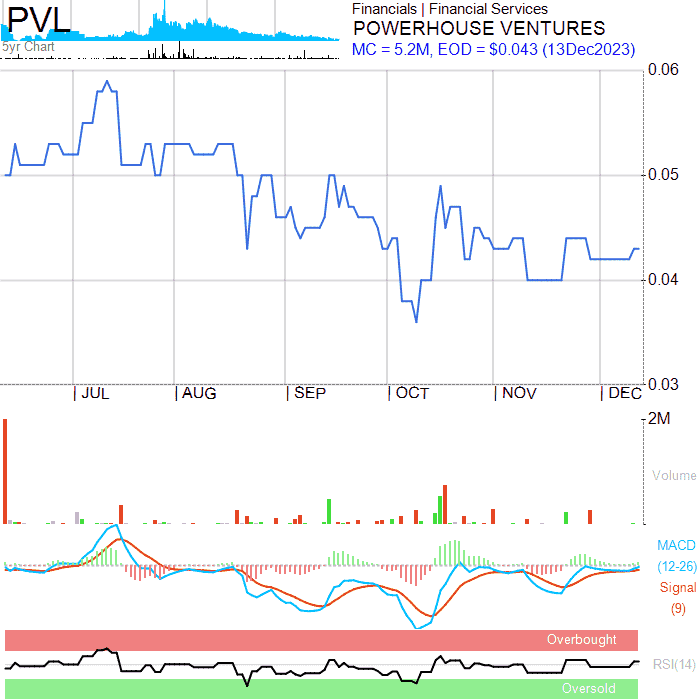 PVL
5yr Chart
Financials | Financial Services
POWERHOUSE VENTURES
MC = 5.2M, EOD = $0.043 (13Dec2023)
0.06
0.05
0.04
0.03
| JUL | AUG | SEP | OCT | NOV | DEC
2M
Volume
MACD
(12-26)
Signal
(9)
Overbought
RSI(14)
Oversold